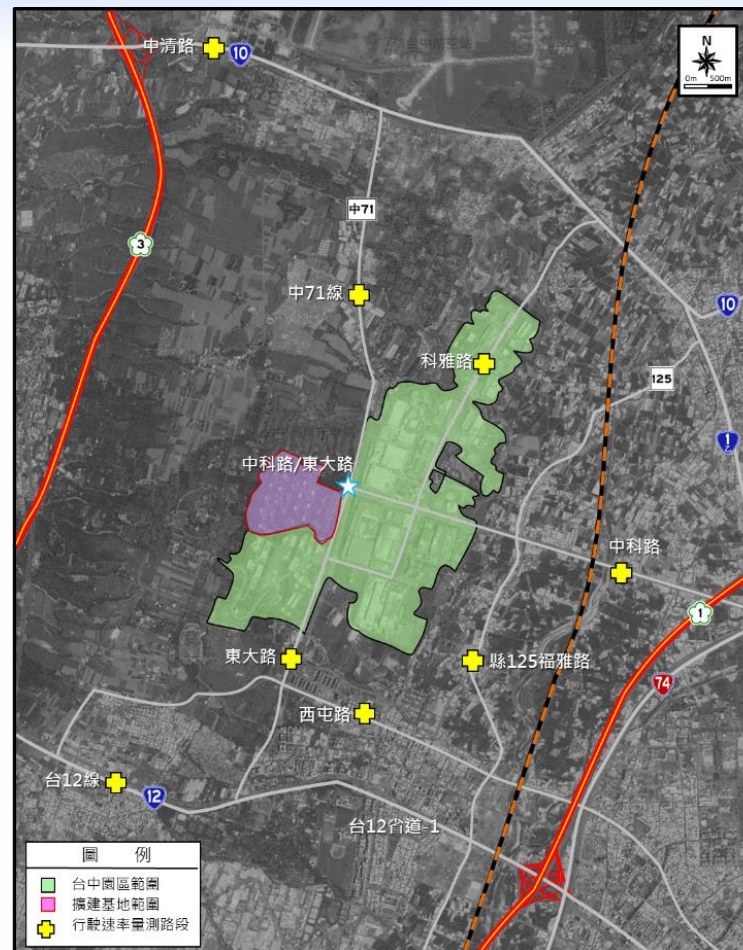 中清路
10
N
0m 500m
中71
3
中71線
10
科雅路
125
1
中科路/東大路
中科路
1
東大路
縣125福雅路
74
西屯路
台12線
12
台12省道-1
圖 例
台中園區範圍
擴建基地範圍
行駛速率量測路段